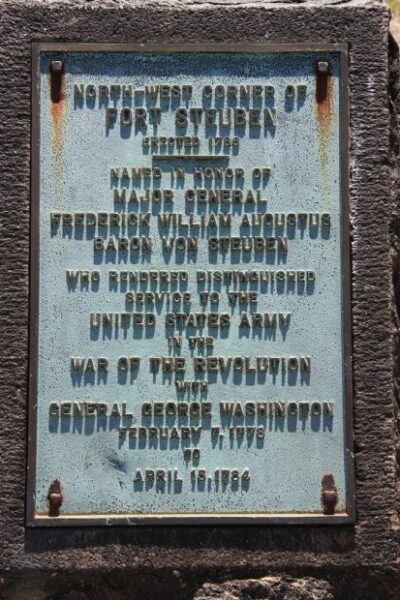 NORTH-WEST CORNER OF
FORT STEUBEN
ERECTED 1786
NAMED IN HONOR OF
MAJOR GENERAL
FREDERICK WILLIAM AUGUSTUS
BARON VON STEUBEN
WHO RENDERED DISTINGUISHED
SERVICE TO THE
UNITED STATES ARMY
IN THE
WAR OF THE REVOLUTION
WITH
GENERAL GEORGE WASHINGTON
FEBRUARY 7, 1778
TO
APRIL 15, 1784